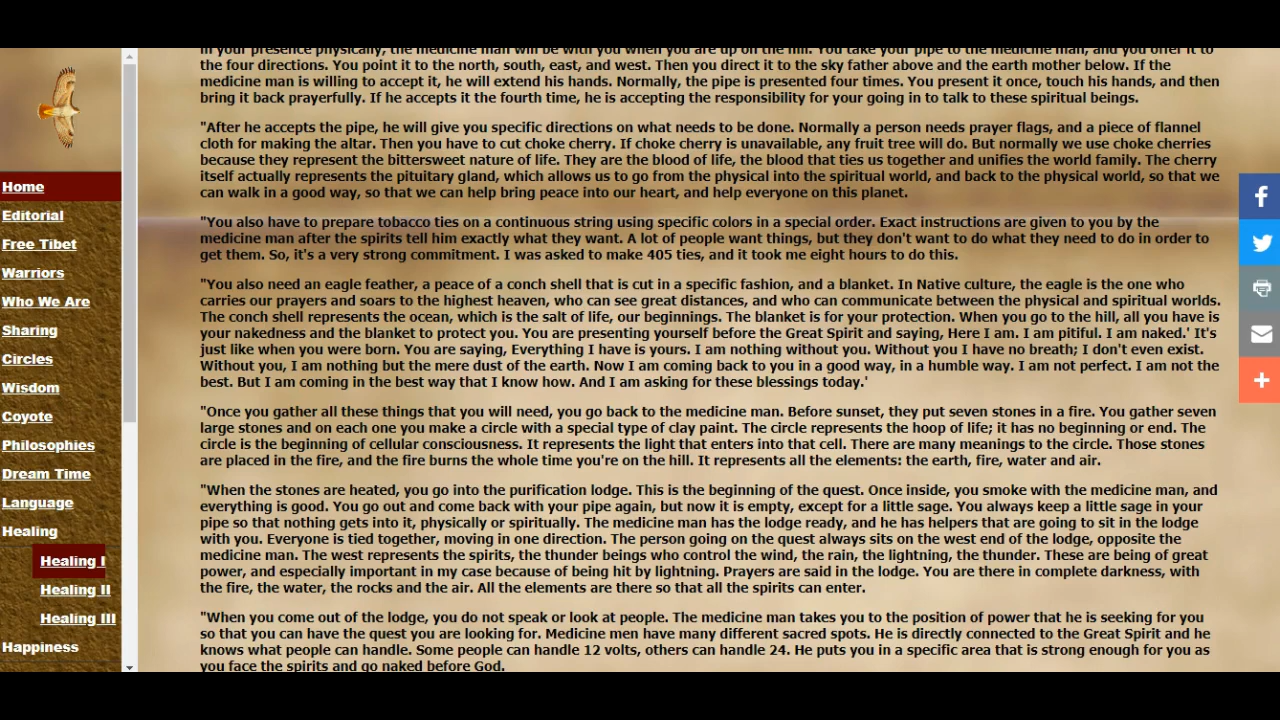 in your presence physically, the medicine man will be with you when you are up on the hill. You take your pipe to the medicine man, and you offer it to
the four directions. You point it to the north, south, east, and west. Then you direct it to the sky father above and the earth mother below. If the
medicine man is willing to accept it, he will extend his hands. Normally, the pipe is presented four times. You present it once, touch his hands, and then
bring it back prayerfully. If he accepts it the fourth time, he is accepting the responsibility for your going in to talk to these spiritual beings.
"After he accepts the pipe, he will give you specific directions on what needs to be done. Normally a person needs prayer flags, and a piece of flannel
cloth for making the altar. Then you have to cut choke cherry. If choke cherry is unavailable, any fruit tree will do. But normally we use choke cherries
because they represent the bittersweet nature of life. They are the blood of life, the blood that ties us together and unifies the world family. The cherry
itself actually represents the pituitary gland, which allows us to go from the physical into the spiritual world, and back to the physical world, so that we
can walk in a good way, so that we can help bring peace into our heart, and help everyone on this planet.
"You also have to prepare tobacco ties on a continuous string using specific colors in a special order. Exact instructions are given to you by the
medicine man after the spirits tell him exactly what they want. A lot of people want things, but they don't want to do what they need to do in order to
get them. So, it's a very strong commitment. I was asked to make 405 ties, and it took me eight hours to do this.
"You also need an eagle feather, a peace of a conch shell that is cut in a specific fashion, and a blanket. In Native culture, the eagle is the one who
carries our prayers and soars to the highest heaven, who can see great distances, and who can communicate between the physical and spiritual worlds.
The conch shell represents the ocean, which is the salt of life, our beginnings. The blanket is for your protection. When you go to the hill, all you have is
your nakedness and the blanket to protect you. You are presenting yourself before the Great Spirit and saying, Here I am. I am pitiful. I am naked.' It's
just like when you were born. You are saying, Everything I have is yours. I am nothing without you. Without you I have no breath; I don't even exist.
Without you, I am nothing but the mere dust of the earth. Now I am coming back to you in a good way, in a humble way. I am not perfect. I am not the
best. But I am coming in the best way that I know how. And I am asking for these blessings today.'
"Once you gather all these things that you will need, you go back to the medicine man. Before sunset, they put seven stones in a fire. You gather seven
large stones and on each one you make a circle with a special type of clay paint. The circle represents the hoop of life; it has no beginning or end. The
circle is the beginning of cellular consciousness. It represents the light that enters into that cell. There are many meanings to the circle. Those stones
are placed in the fire, and the fire burns the whole time you're on the hill. It represents all the elements: the earth, fire, water and air.
"When the stones are heated, you go into the purification lodge. This is the beginning of the quest. Once inside, you smoke with the medicine man, and
everything is good. You go out and come back with your pipe again, but now it is empty, except for a little sage. You always keep a little sage in your
pipe so that nothing gets into it, physically or spiritually. The medicine man has the lodge ready, and he has helpers that are going to sit in the lodge
with you. Everyone is tied together, moving in one direction. The person going on the quest always sits on the west end of the lodge, opposite the
medicine man. The west represents the spirits, the thunder beings who control the wind, the rain, the lightning, the thunder. These are being of great
power, and especially important in my case because of being hit by lightning. Prayers are said in the lodge. You are there in complete darkness, with
the fire, the water, the rocks and the air. All the elements are there so that all the spirits can enter.
"When you come out of the lodge, you do not speak or look at people. The medicine man takes you to the position of power that he is seeking for you
so that you can have the quest you are looking for. Medicine men have many different sacred spots. He is directly connected to the Great Spirit and he
knows what people can handle. Some people can handle 12 volts, others can handle 24. He puts you in a specific area that is strong enough for you as
you face the spirits and go naked before God.
Home
Editorial
Free Tibet
Warriors
Who We Are
Sharing
Circles
Wisdom
Coyote
Philosophies
Dream Time
Language
Healing
Healing I
Healing II
Healing III
Happiness